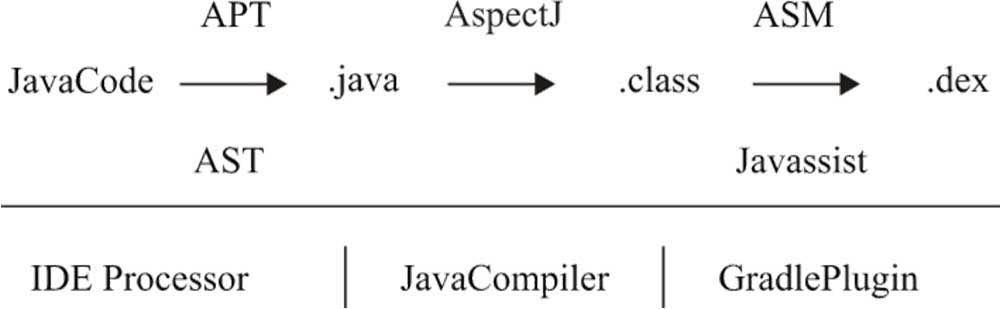 APT AspectJ ASM
JavaCode .java .class .dex
AST Javassist
IDE Processor JavaCompiler GradlePlugin